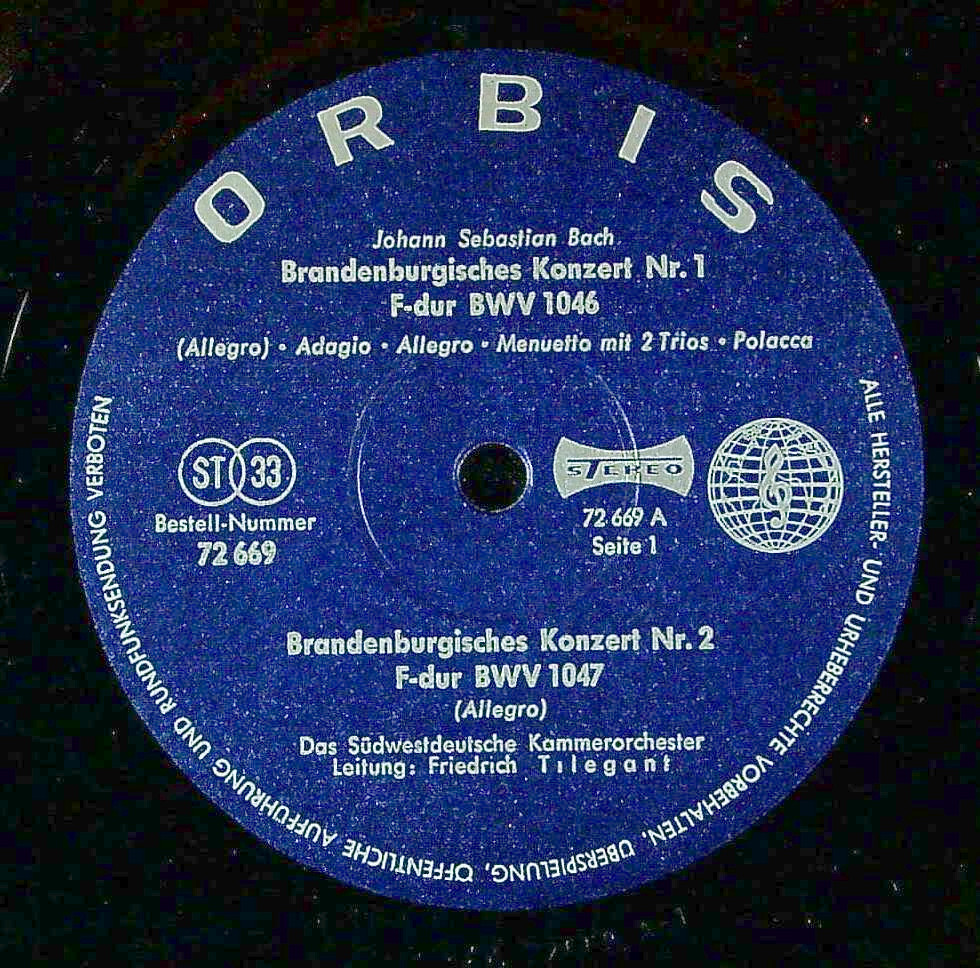 ORBIS
Johann Sebastian Bach
Brandenburgisches Konzert Nr. 1
F-dur BWV 1046
(Allegro) • Adagio • Allegro • Menuetto mit 2 Trios • Polacca
ST 33
Bestell-Nummer
72 669
STEREO
72 669 A
Seite 1
Brandenburgisches Konzert Nr. 2
F-dur BWV 1047
(Allegro)
Das Südwestdeutsche Kammerorchester
Leitung: Friedrich Tilegant
ALLE HERSTELLER- UND URHEBERRECHTE VORBEHALTEN, ÜBERSPIELUNG, ÖFFENTLICHE AUFFÜHRUNG UND RUNDFUNKSENDUNG VERBOTEN